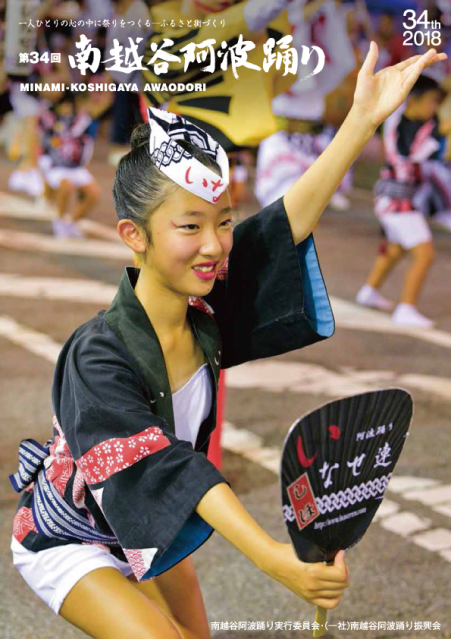 一人ひとりの心の中に祭りをつくる―ふるさと街づくり
第34回 南越谷阿波踊り
MINAMI-KOSHIGAYA AWAODORI
34th
2018
いなせ
阿波踊り
いなせ連
南越谷阿波踊り実行委員会・(一社)南越谷阿波踊り振興会